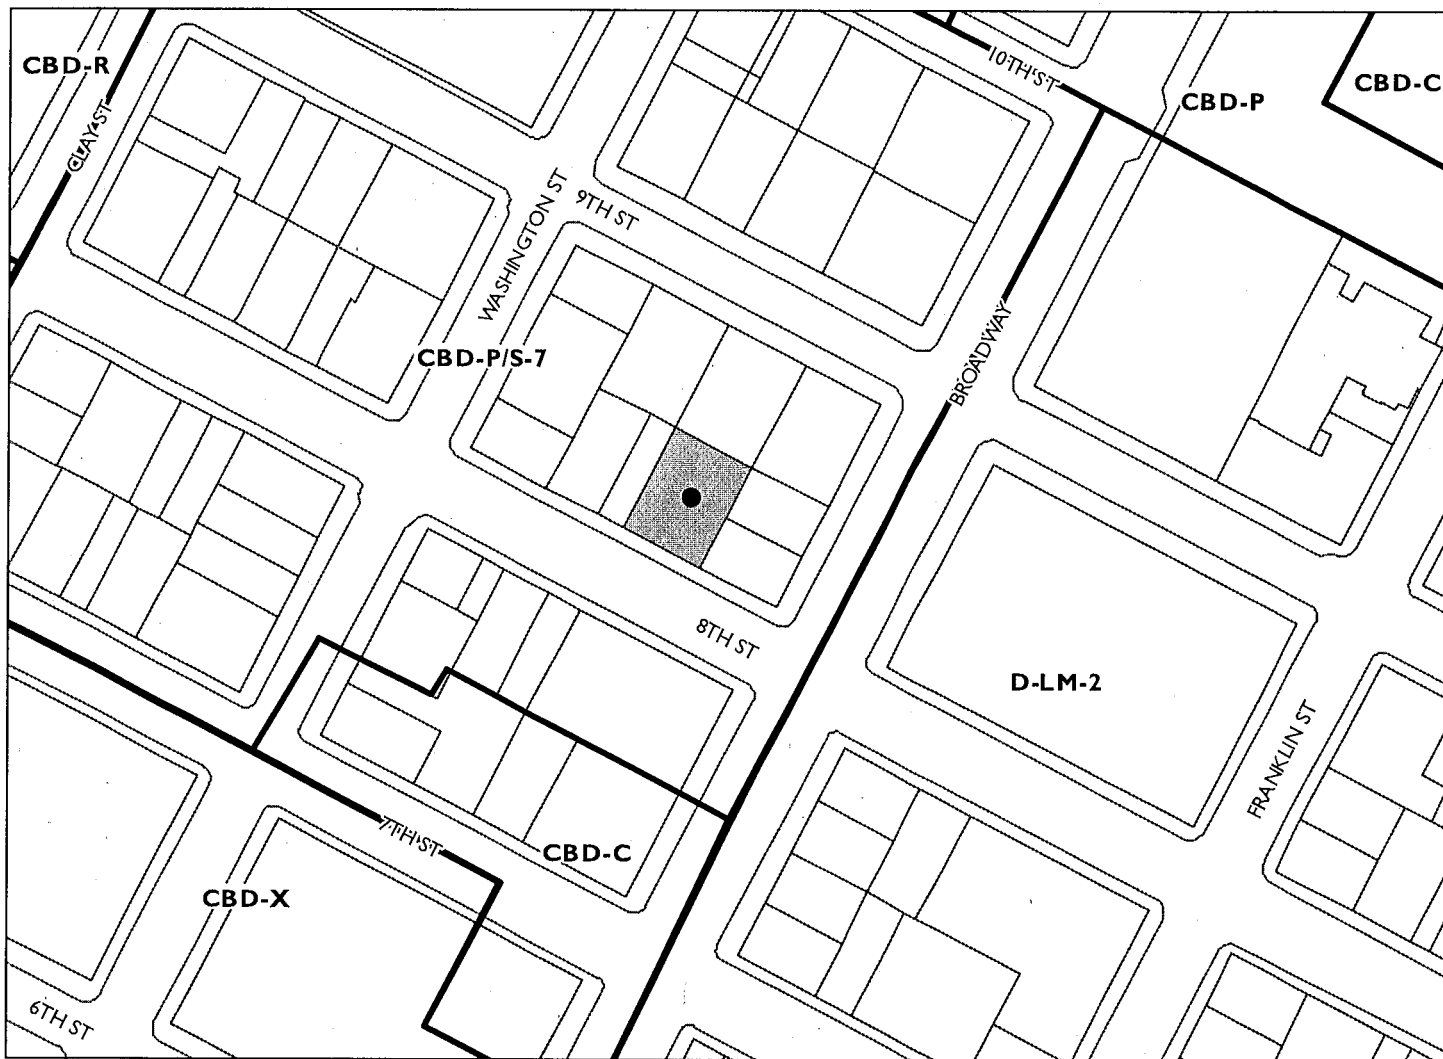 CBD-R
10TH ST
CBD-P
CBD-C
CLAY ST
WASHINGTON ST
9TH ST
CBD-P/S-7
BROADWAY
8TH ST
D-LM-2
FRANKLIN ST
7TH ST
CBD-C
CBD-X
6TH ST